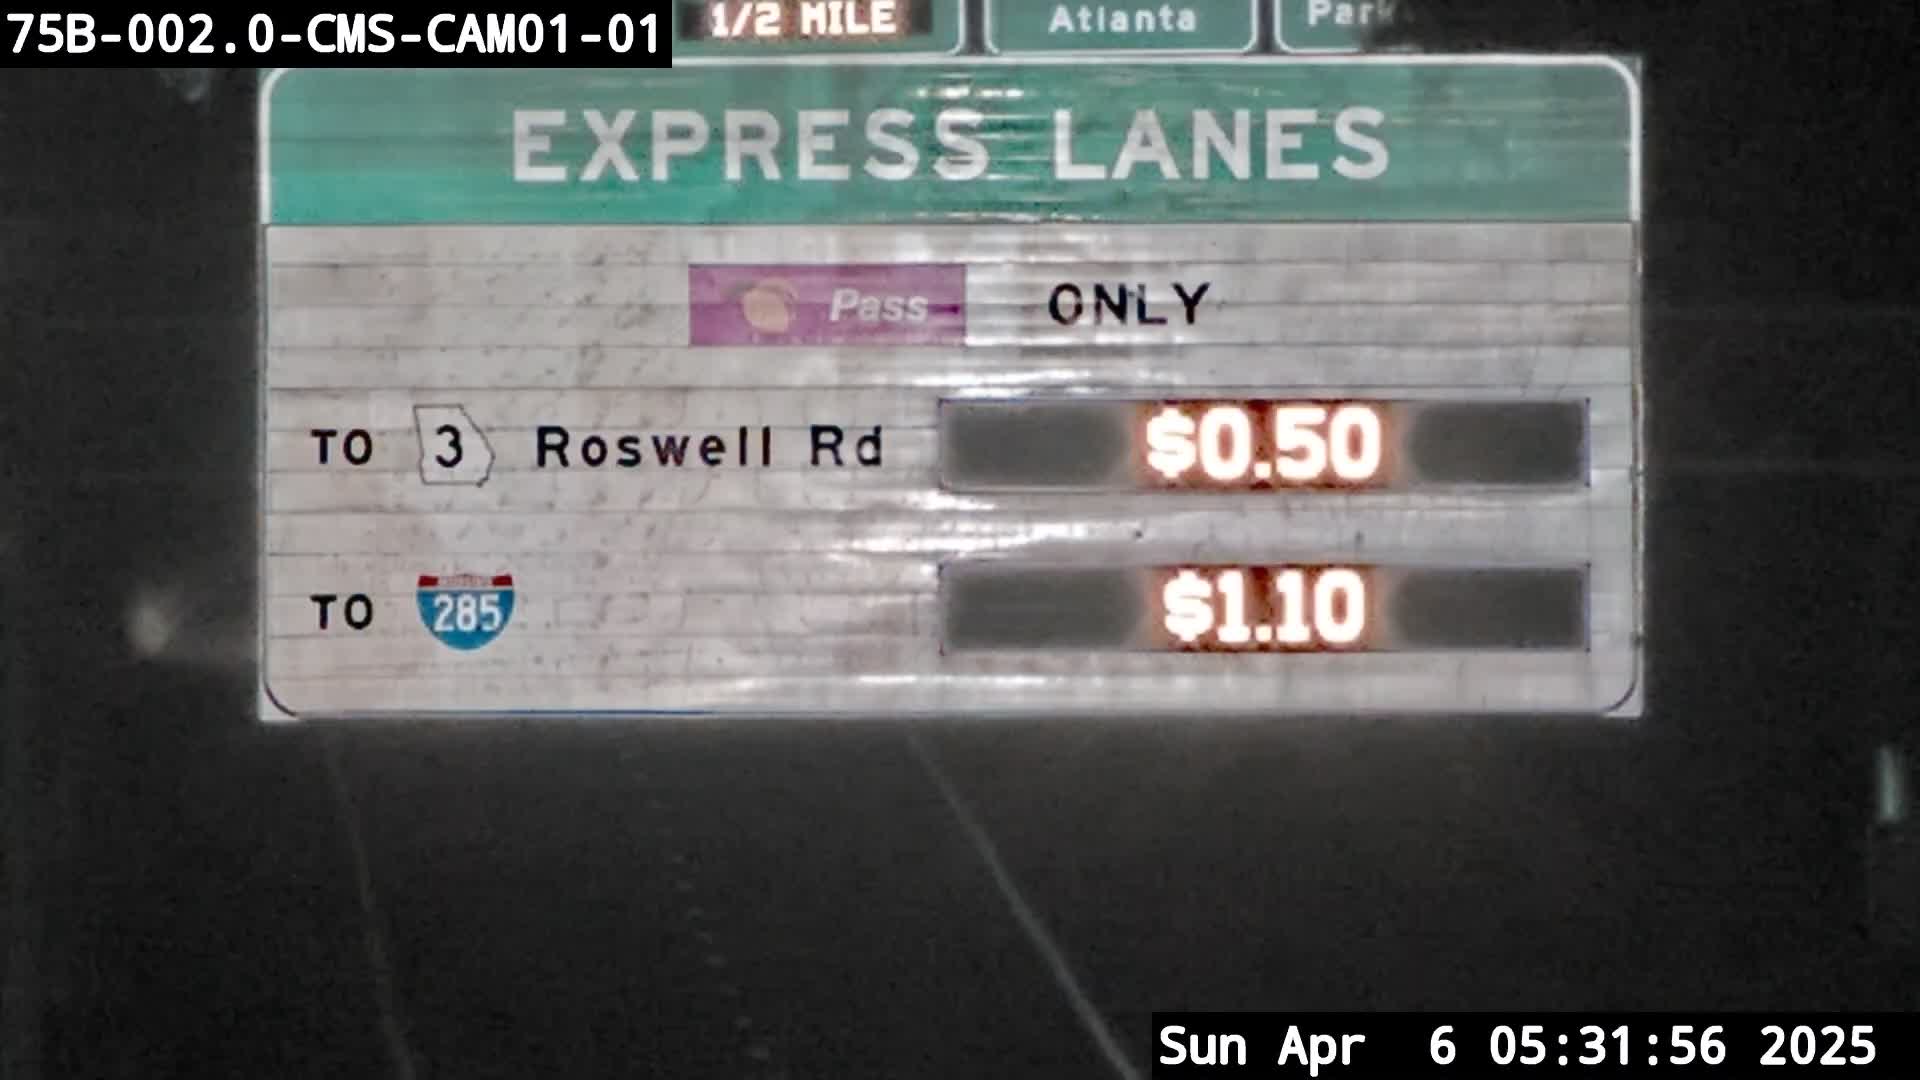 75B-002.0-CMS-CAM01-01
1/2 MILE
Atlanta
Park
EXPRESS LANES
Pass ONLY
TO 3 Roswell Rd $0.50
TO 285 $1.10
Sun Apr 6 05:31:56 2025